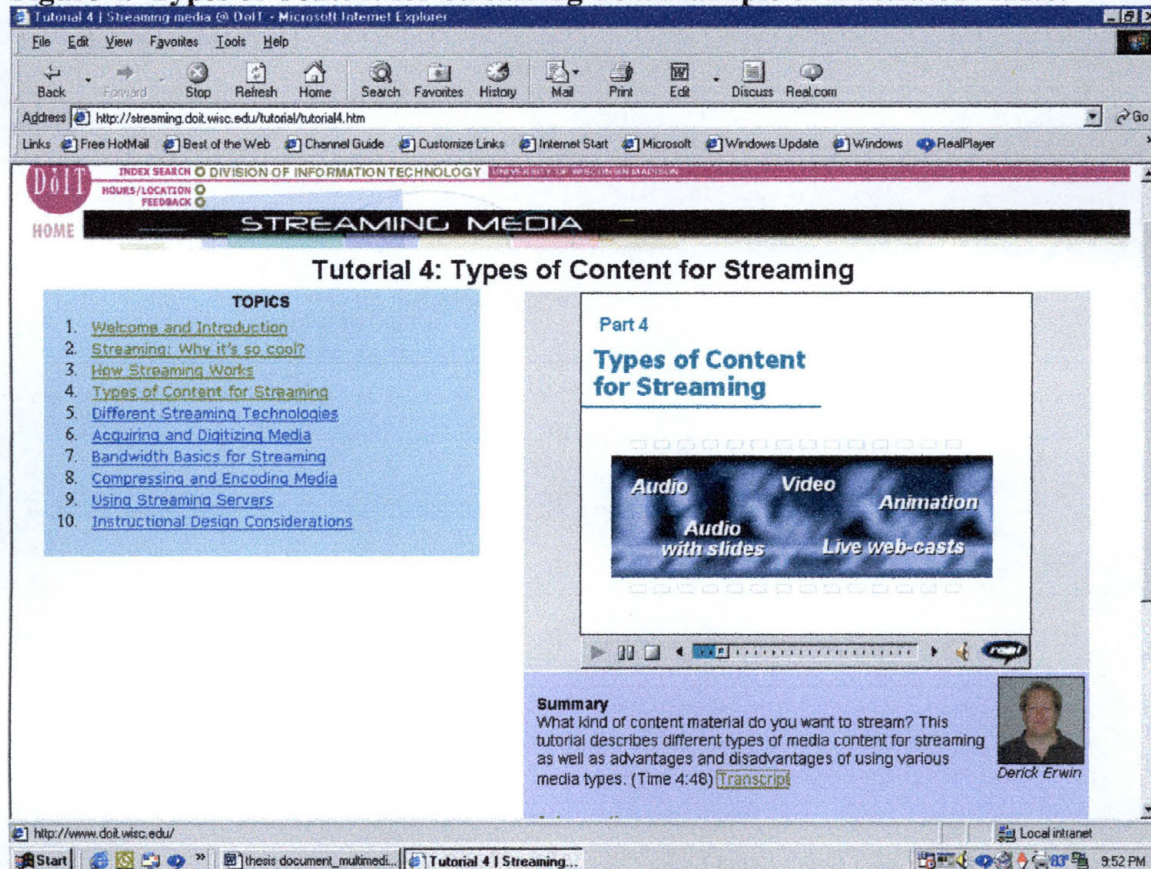 Tutorial 4 | Streaming media @ DoIT - Microsoft Internet Explorer
File Edit View Favorites Tools Help
Back Forward Stop Refresh Home Search Favorites History Mail Print Edit Discuss Real.com
Address http://streaming.doit.wisc.edu/tutorial/tutorial4.htm Go
Links Free HotMail Best of the Web Channel Guide Customize Links Internet Start Microsoft Windows Update Windows RealPlayer
DoIT INDEX SEARCH DIVISION OF INFORMATION TECHNOLOGY UNIVERSITY OF WISCONSIN MADISON
HOURS/LOCATION
FEEDBACK
HOME STREAMING MEDIA
Tutorial 4: Types of Content for Streaming
TOPICS
1. Welcome and Introduction
2. Streaming: Why it's so cool?
3. How Streaming Works
4. Types of Content for Streaming
5. Different Streaming Technologies
6. Acquiring and Digitizing Media
7. Bandwidth Basics for Streaming
8. Compressing and Encoding Media
9. Using Streaming Servers
10. Instructional Design Considerations
Part 4
Types of Content
for Streaming
Audio Video Animation
Audio with slides Live web-casts
real
Summary
What kind of content material do you want to stream? This
tutorial describes different types of media content for streaming
as well as advantages and disadvantages of using various
media types. (Time 4:46) Transcript
Derick Erwin
http://www.doit.wisc.edu/ Local intranet
Start » thesis document_multimedi... Tutorial 4 | Streaming... 83° 9:52 PM